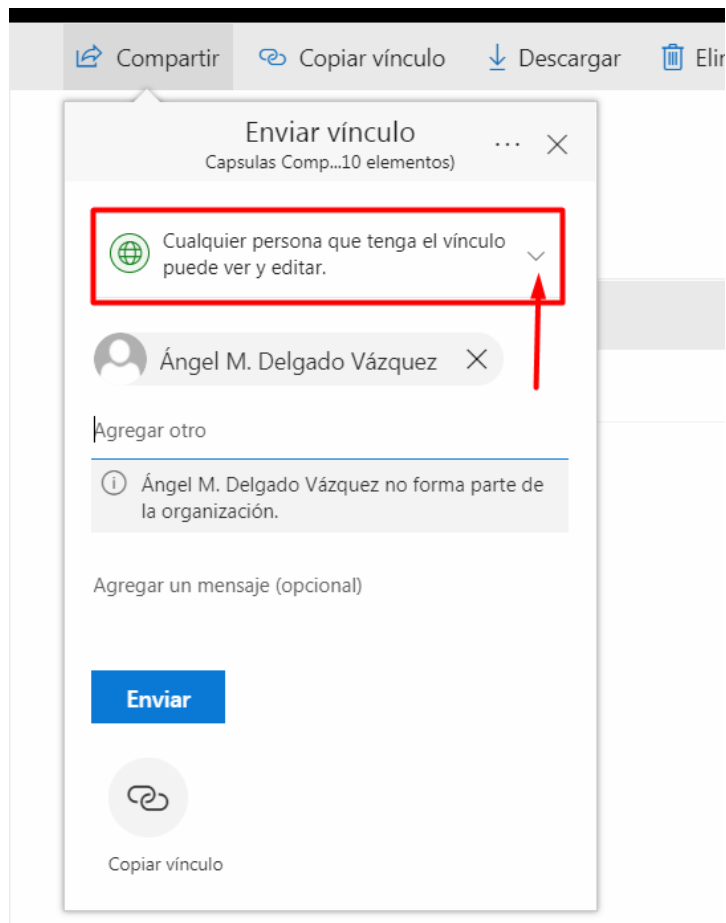 Compartir Copiar vínculo Descargar
Enviar vínculo
Capsulas Comp...10 elementos)
Cualquier persona que tenga el vínculo
puede ver y editar.
Ángel M. Delgado Vázquez
Agregar otro
Ángel M. Delgado Vázquez no forma parte de
la organización.
Agregar un mensaje (opcional)
Enviar
Copiar vínculo